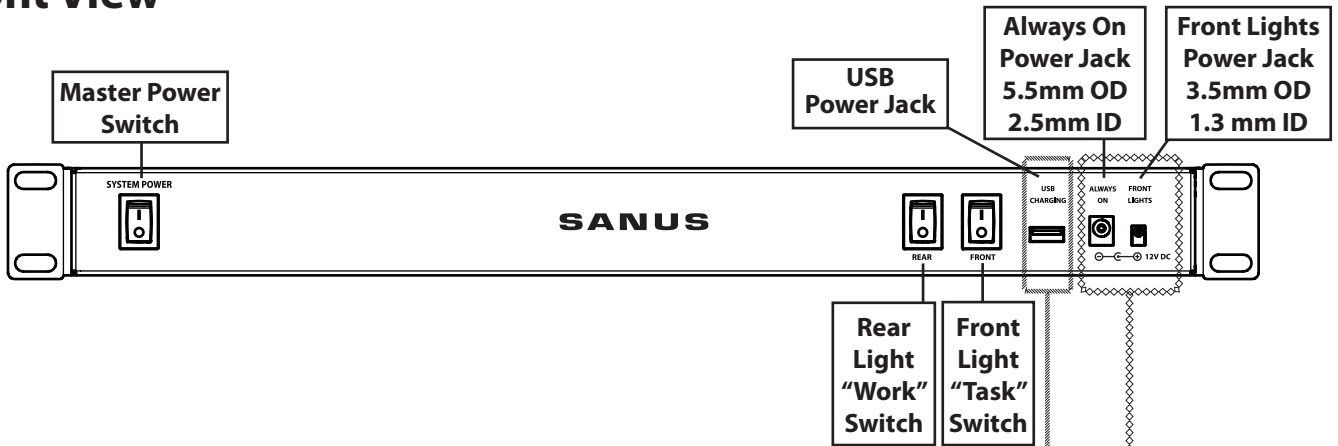 nt View
Always On
Power Jack
5.5mm OD
2.5mm ID
Front Lights
Power Jack
3.5mm OD
1.3 mm ID
USB
Power Jack
Master Power
Switch
SYSTEM POWER
SANUS
REAR
FRONT
USB
CHARGING
ALWAYS
ON
FRONT
LIGHTS
12V DC
Rear
Light
“Work”
Switch
Front
Light
“Task”
Switch